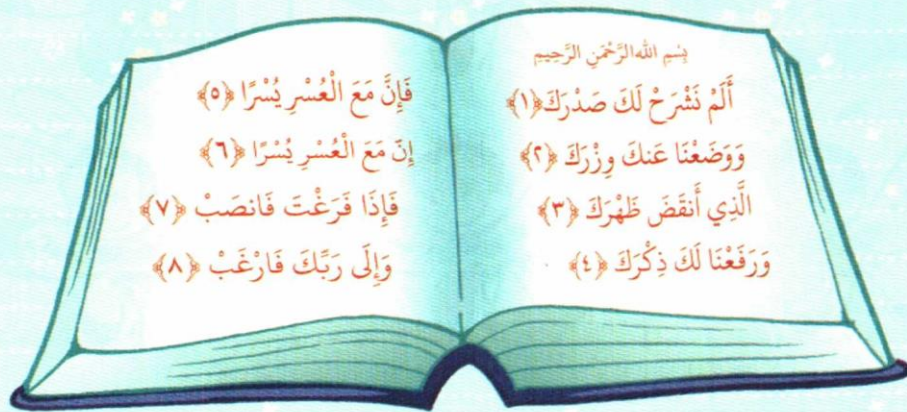 بِسْمِ اللهِ الرَّحْمَنِ الرَّحِيمِ
أَلَمْ نَشْرَحْ لَكَ صَدْرَكَ ﴿١﴾
وَوَضَعْنَا عَنكَ وِزْرَكَ ﴿٢﴾
الَّذِي أَنقَضَ ظَهْرَكَ ﴿٣﴾
وَرَفَعْنَا لَكَ ذِكْرَكَ ﴿٤﴾
فَإِنَّ مَعَ الْعُسْرِ يُسْرًا ﴿٥﴾
إِنَّ مَعَ الْعُسْرِ يُسْرًا ﴿٦﴾
فَإِذَا فَرَغْتَ فَانصَبْ ﴿٧﴾
وَإِلَى رَبِّكَ فَارْغَبْ ﴿٨﴾